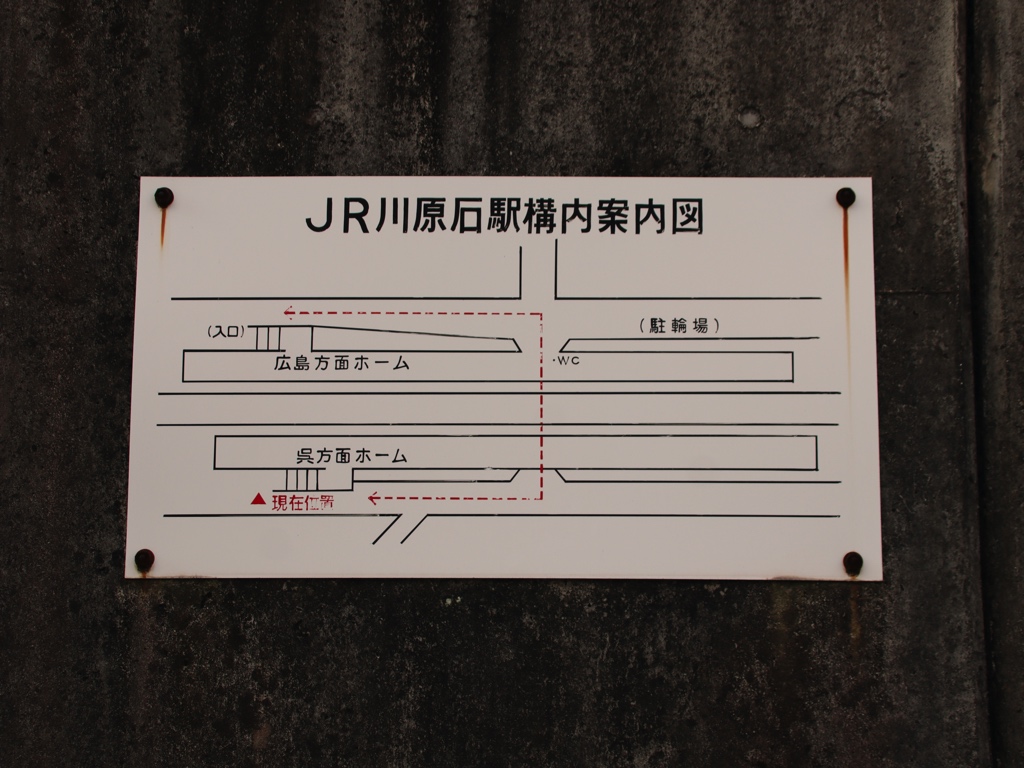 JR川原石駅構内案内図
(入口)
(駐輪場)
広島方面ホーム
·WC
呉方面ホーム
▲現在位置